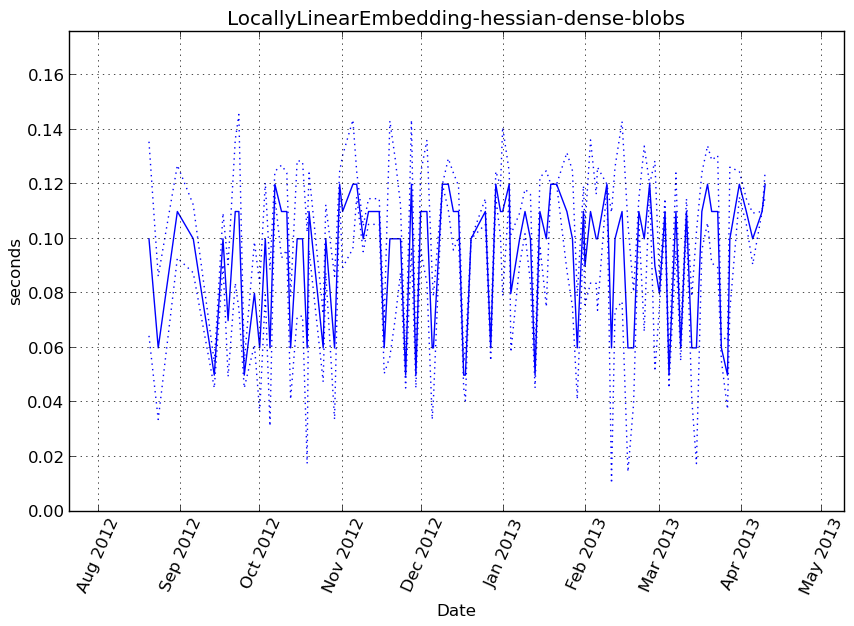 LocallyLinearEmbedding-hessian-dense-blobs
0.16
0.14
0.12
0.10
0.08
0.06
0.04
0.02
0.00
seconds
Aug 2012
Sep 2012
Oct 2012
Nov 2012
Dec 2012
Jan 2013
Feb 2013
Mar 2013
Apr 2013
May 2013
Date